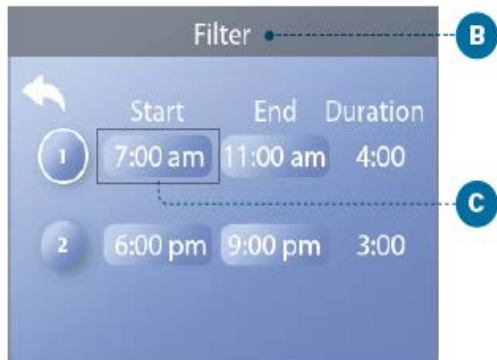 Filter B
Start End Duration
1 7:00 am 11:00 am 4:00
C
2 6:00 pm 9:00 pm 3:00